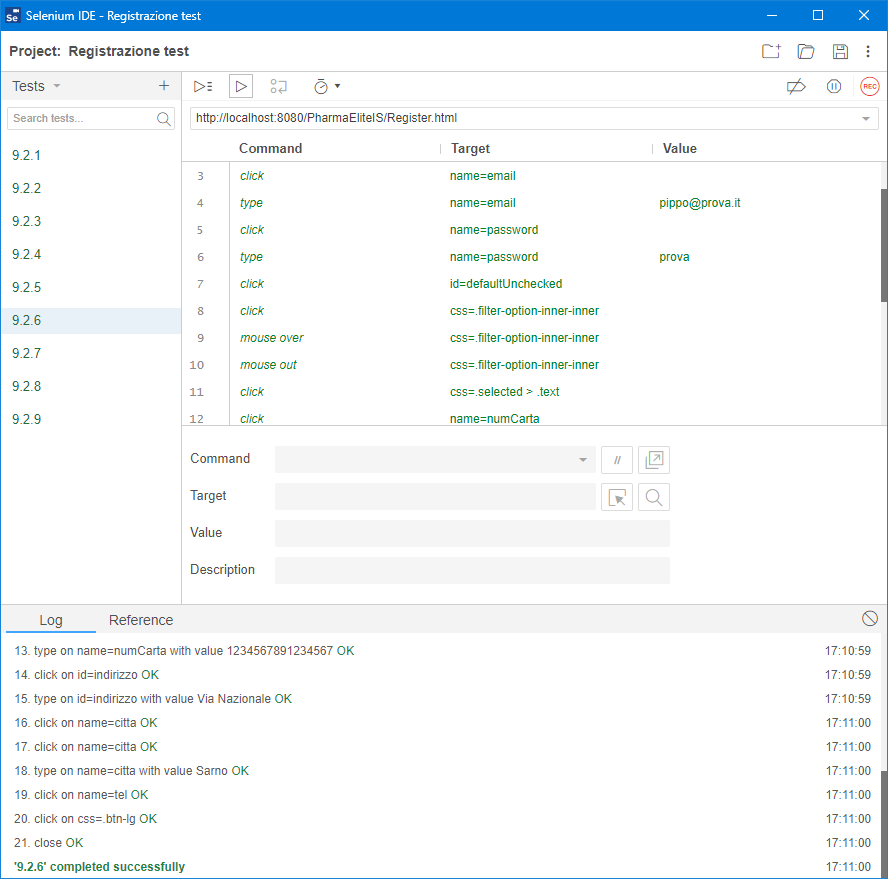 Se Selenium IDE - Registrazione test
Project: Registrazione test
Tests
REC
Search tests...
http://localhost:8080/PharmaEliteIS/Register.html
9.2.1
9.2.2
9.2.3
9.2.4
9.2.5
9.2.6
9.2.7
9.2.8
9.2.9
Command Target Value
3 click name=email
4 type name=email pippo@prova.it
5 click name=password
6 type name=password prova
7 click id=defaultUnchecked
8 click css=.filter-option-inner-inner
9 mouse over css=.filter-option-inner-inner
10 mouse out css=.filter-option-inner-inner
11 click css=.selected > .text
12 click name=numCarta
Command //
Target
Value
Description
Log Reference
13. type on name=numCarta with value 1234567891234567 OK 17:10:59
14. click on id=indirizzo OK 17:10:59
15. type on id=indirizzo with value Via Nazionale OK 17:10:59
16. click on name=citta OK 17:11:00
17. click on name=citta OK 17:11:00
18. type on name=citta with value Sarno OK 17:11:00
19. click on name=tel OK 17:11:00
20. click on css=.btn-lg OK 17:11:00
21. close OK 17:11:00
'9.2.6' completed successfully 17:11:00